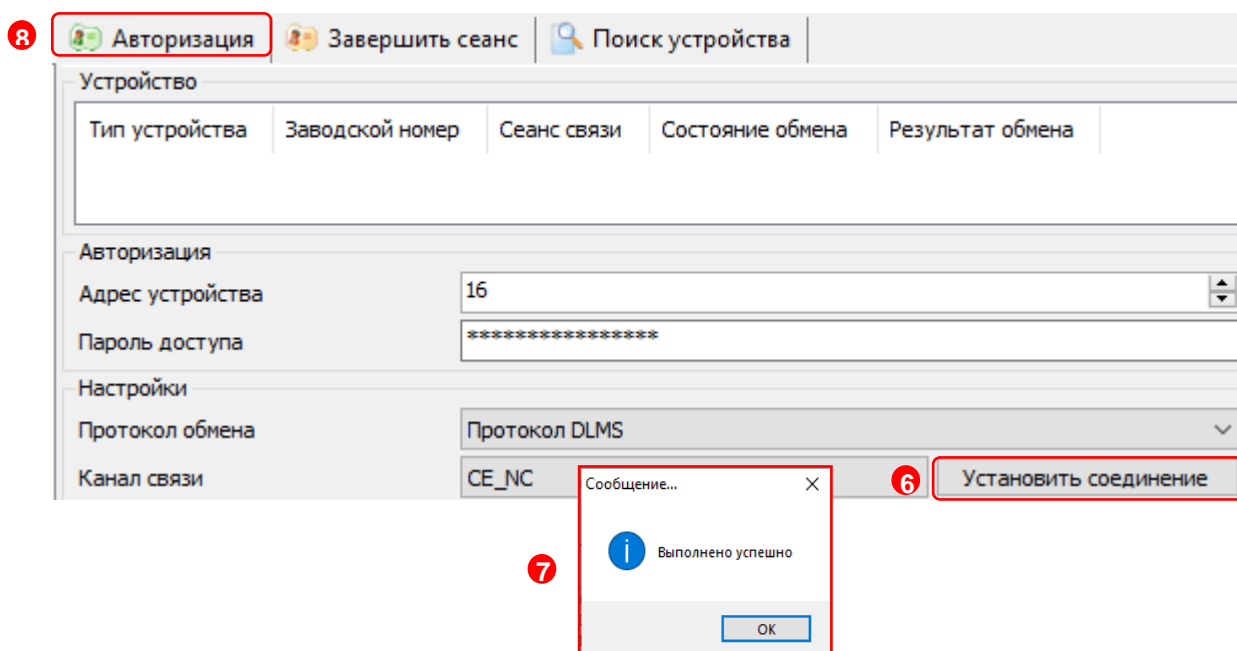 8 Авторизация Завершить сеанс Поиск устройства
Устройство
Тип устройства Заводской номер Сеанс связи Состояние обмена Результат обмена
Авторизация
Адрес устройства 16
Пароль доступа ****************
Настройки
Протокол обмена Протокол DLMS
Канал связи CE_NC 6 Установить соединение
Сообщение...
7 i Выполнено успешно
OK